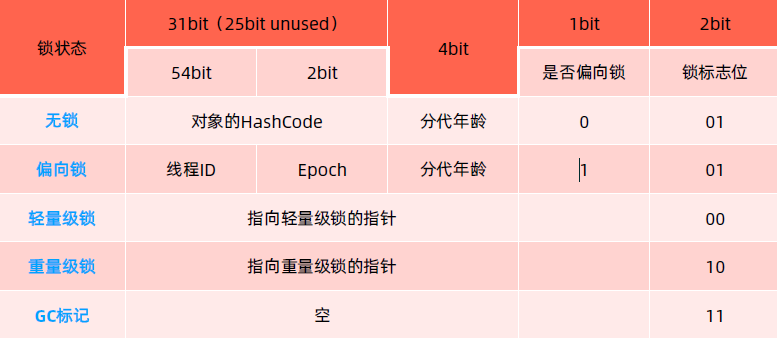 锁状态 31bit（25bit unused） 4bit 1bit 2bit
54bit 2bit 是否偏向锁 锁标志位
无锁 对象的HashCode 分代年龄 0 01
偏向锁 线程ID Epoch 分代年龄 1 01
轻量级锁 指向轻量级锁的指针 00
重量级锁 指向重量级锁的指针 10
GC标记 空 11